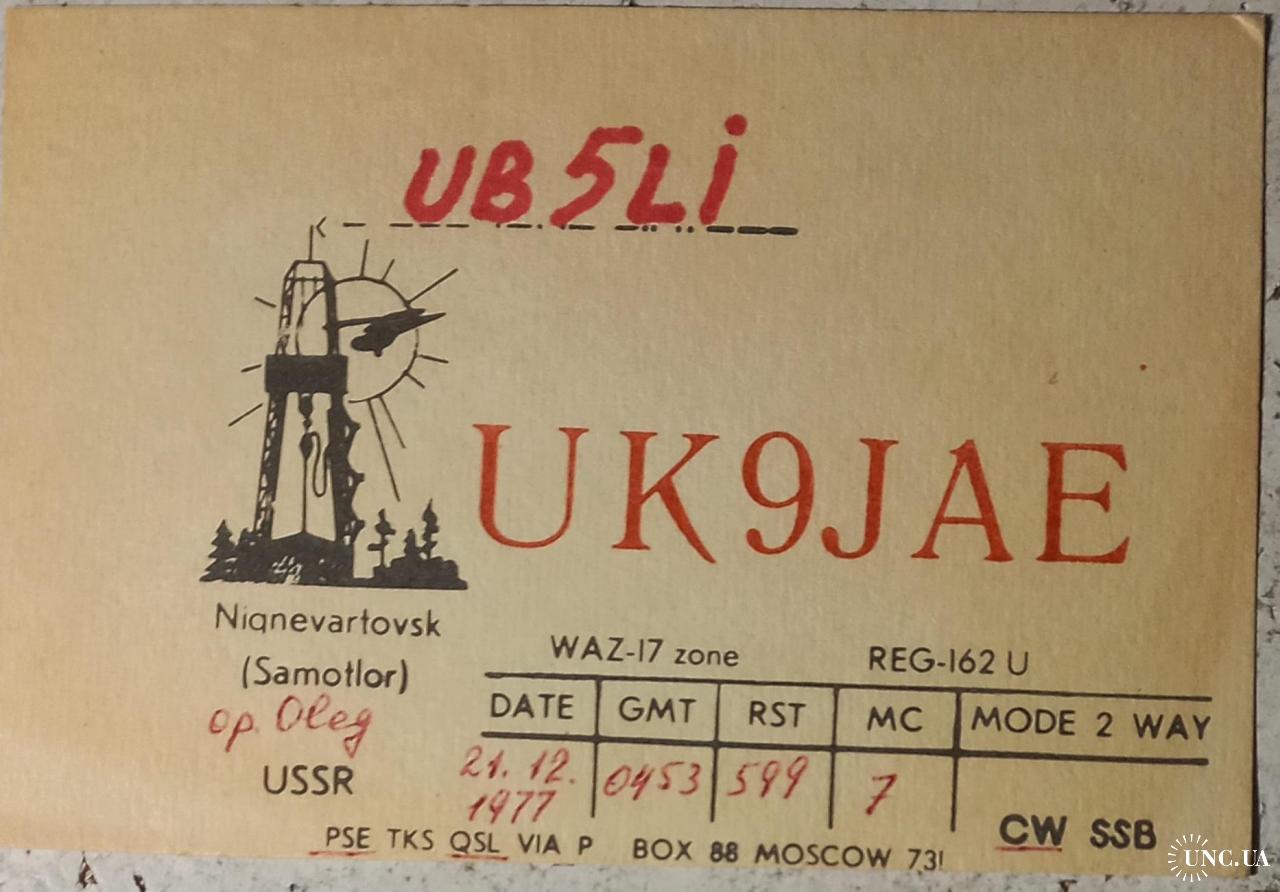 UB5Li
UK9JAE
Niqnevartovsk
(Samotlor)
op. Oleg
USSR
WAZ-17 zone REG-162 U
DATE GMT RST MC MODE 2 WAY
21. 12. 1977 0453 599 7 CW SSB
PSE TKS QSL VIA P BOX 88 MOSCOW 731
UNC.UA